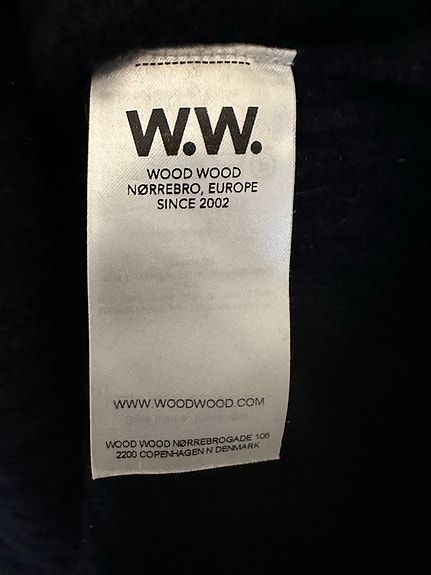 W.W.
WOOD WOOD
NØRREBRO, EUROPE
SINCE 2002
WWW.WOODWOOD.COM
WOOD WOOD NØRREBROGADE 106
2200 COPENHAGEN N DENMARK